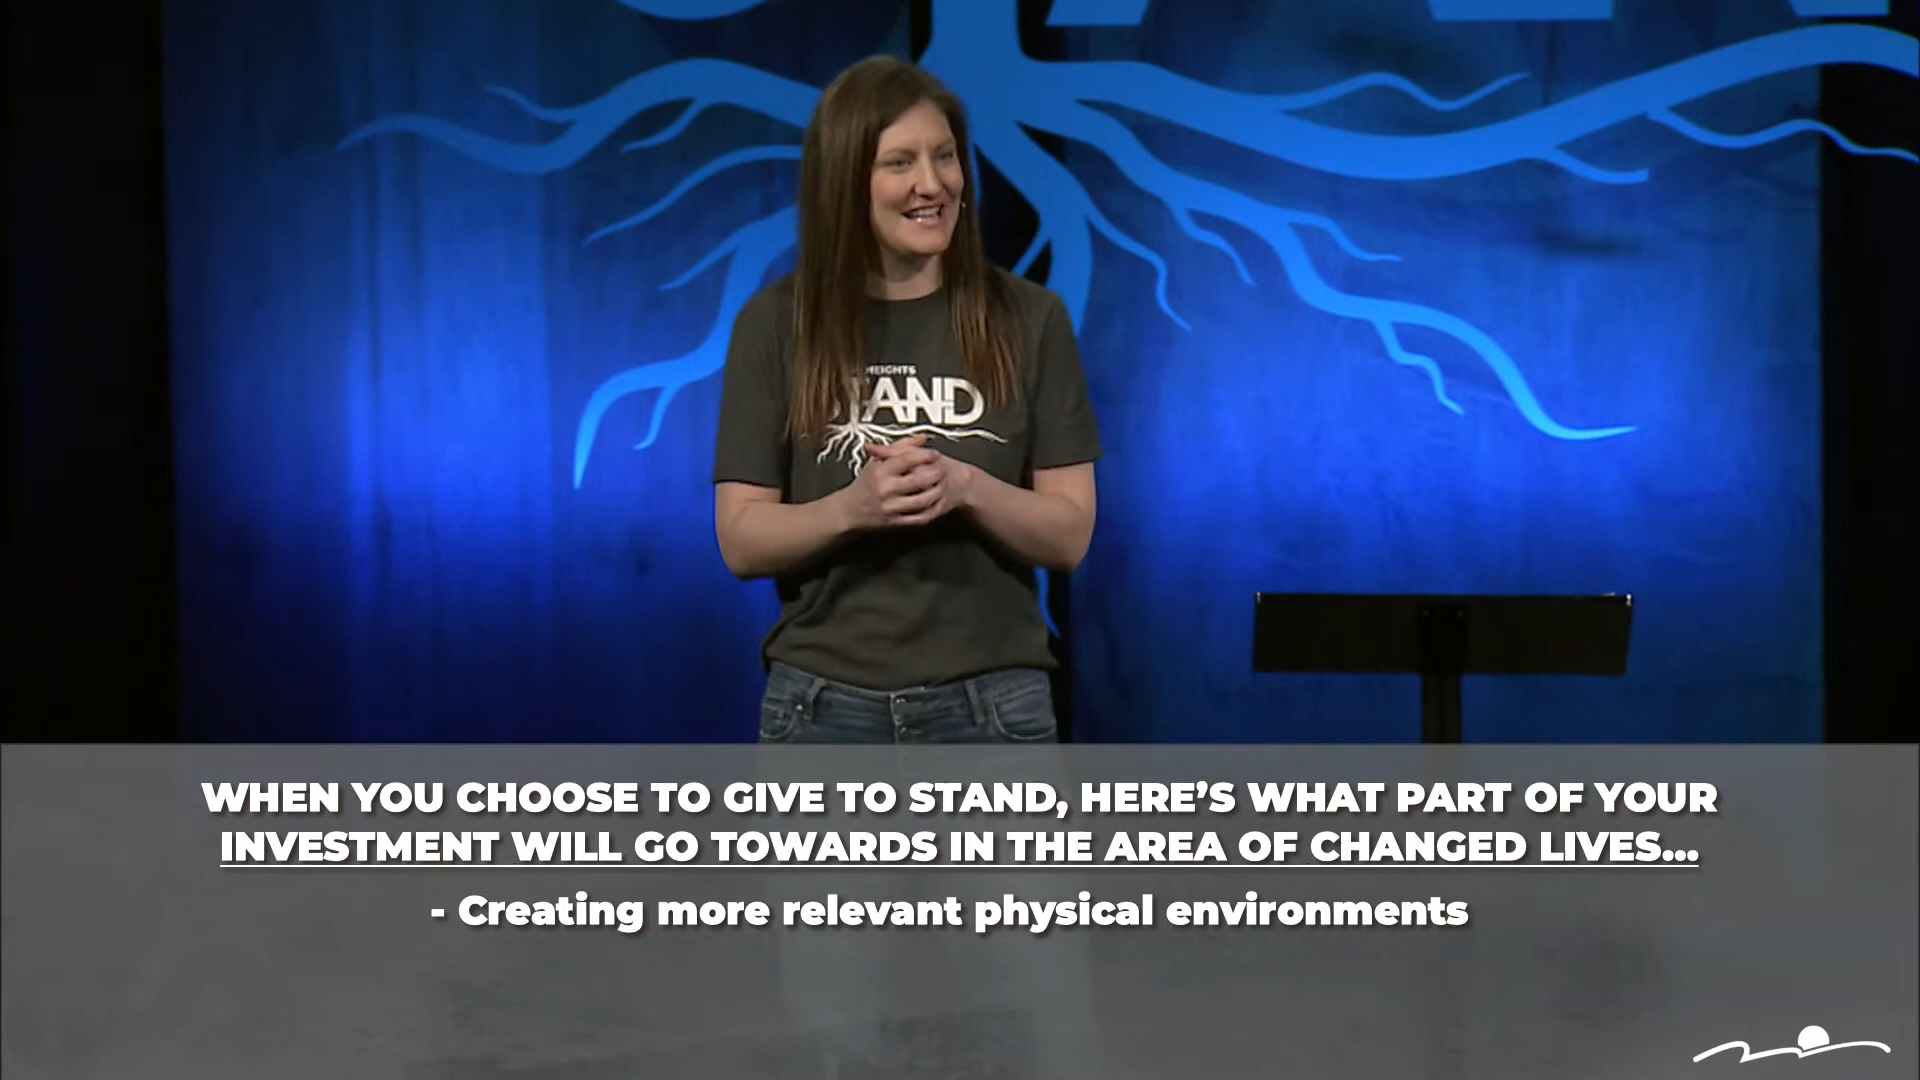 HEIGHTS
WHEN YOU CHOOSE TO GIVE TO STAND, HERE’S WHAT PART OF YOUR
INVESTMENT WILL GO TOWARDS IN THE AREA OF CHANGED LIVES...
- Creating more relevant physical environments